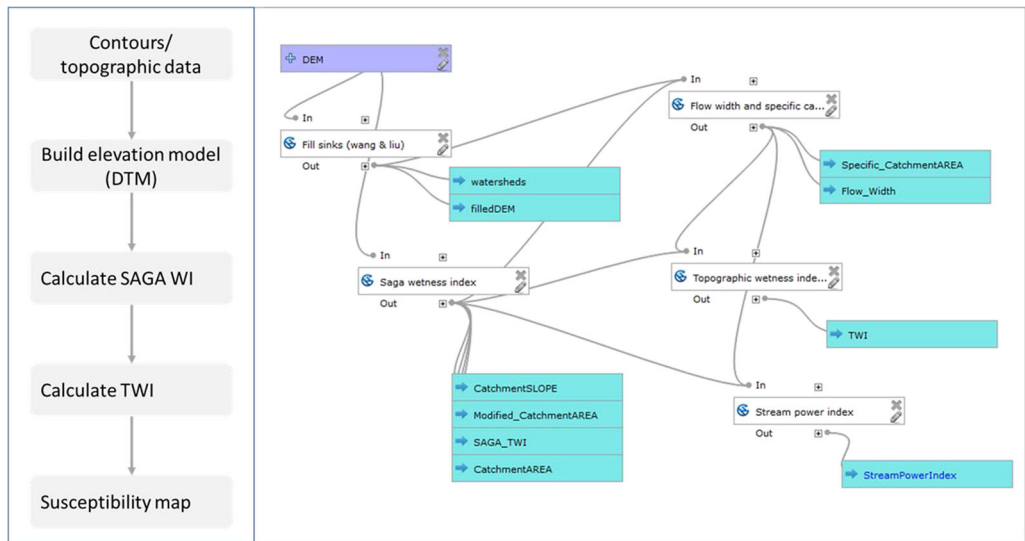 Contours/
topographic data
Build elevation model
(DTM)
Calculate SAGA WI
Calculate TWI
Susceptibility map
DEM
In
Fill sinks (wang & liu)
Out
watersheds
filledDEM
In
Saga wetness index
Out
CatchmentSLOPE
Modified_CatchmentAREA
SAGA_TWI
CatchmentAREA
In
Flow width and specific ca...
Out
Specific_CatchmentAREA
Flow_Width
In
Topographic wetness inde...
Out
TWI
In
Stream power index
Out
StreamPowerIndex